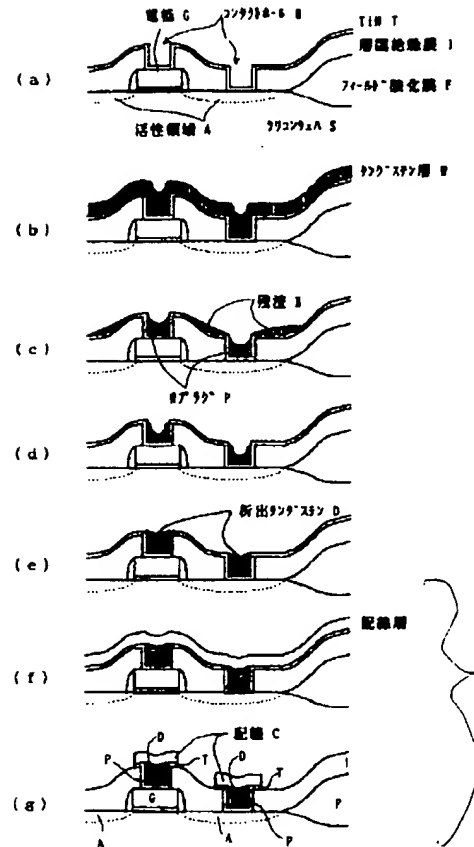 (a)
電極 G
コンタクトホール H
TiN T
層間絶縁膜 I
フィールド酸化膜 F
活性領域 A
シリコンウェハ S
(b)
タングステン層 W
(c)
残渣 X
Wプラグ P
(d)
(e)
析出タングステン D
(f)
配線層
(g)
配線 C
D
D
P
T
T
I
G
P
A
A
P